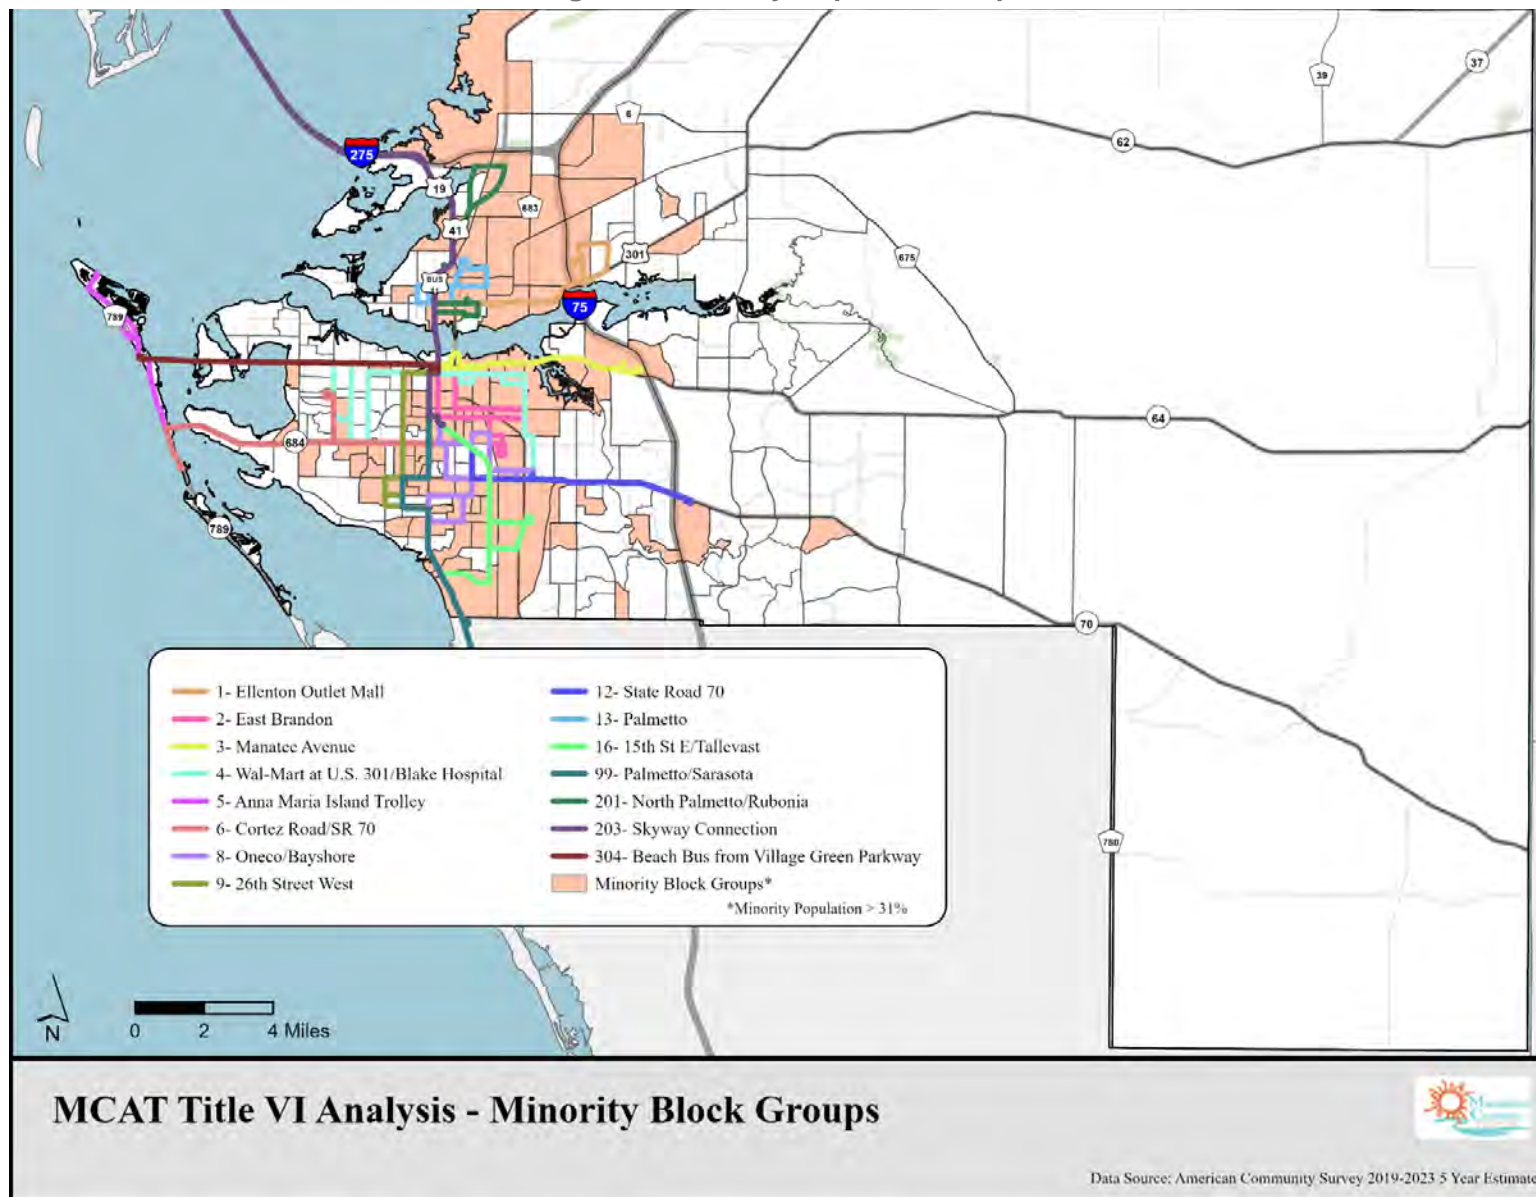 275
19
41
BUS
683
6
301
75
39
37
62
675
789
684
789
64
70
780
1- Ellenton Outlet Mall
2- East Brandon
3- Manatee Avenue
4- Wal-Mart at U.S. 301/Blake Hospital
5- Anna Maria Island Trolley
6- Cortez Road/SR 70
8- Oneco/Bayshore
9- 26th Street West
12- State Road 70
13- Palmetto
16- 15th St E/Tallevast
99- Palmetto/Sarasota
201- North Palmetto/Rubonia
203- Skyway Connection
304- Beach Bus from Village Green Parkway
Minority Block Groups*
*Minority Population > 31%
N
0 2 4 Miles
MCAT Title VI Analysis - Minority Block Groups
Data Source: American Community Survey 2019-2023 5 Year